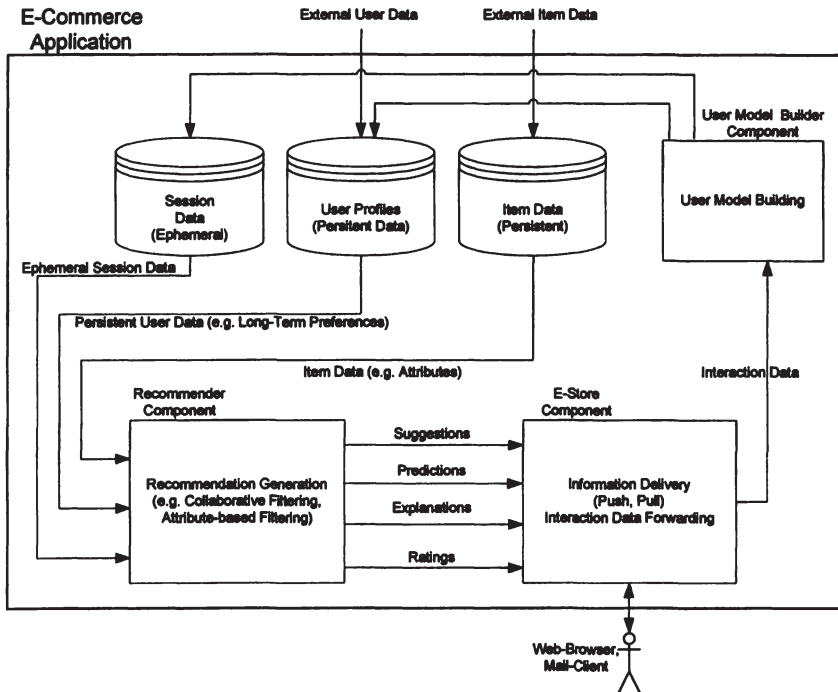 E-Commerce
Application
External User Data
External Item Data
User Model Builder
Component
Session
Data
(Ephemeral)
User Profiles
(Persitent Data)
Item Data
(Persistent)
User Model Building
Ephemeral Session Data
Persistent User Data (e.g. Long-Term Preferences)
Item Data (e.g. Attributes)
Interaction Data
Recommender
Component
E-Store
Component
Recommendation Generation
(e.g. Collaborative Filtering,
Attribute-based Filtering)
Suggestions
Predictions
Explanations
Ratings
Information Delivery
(Push, Pull)
Interaction Data Forwarding
Web-Browser,
Mail-Client